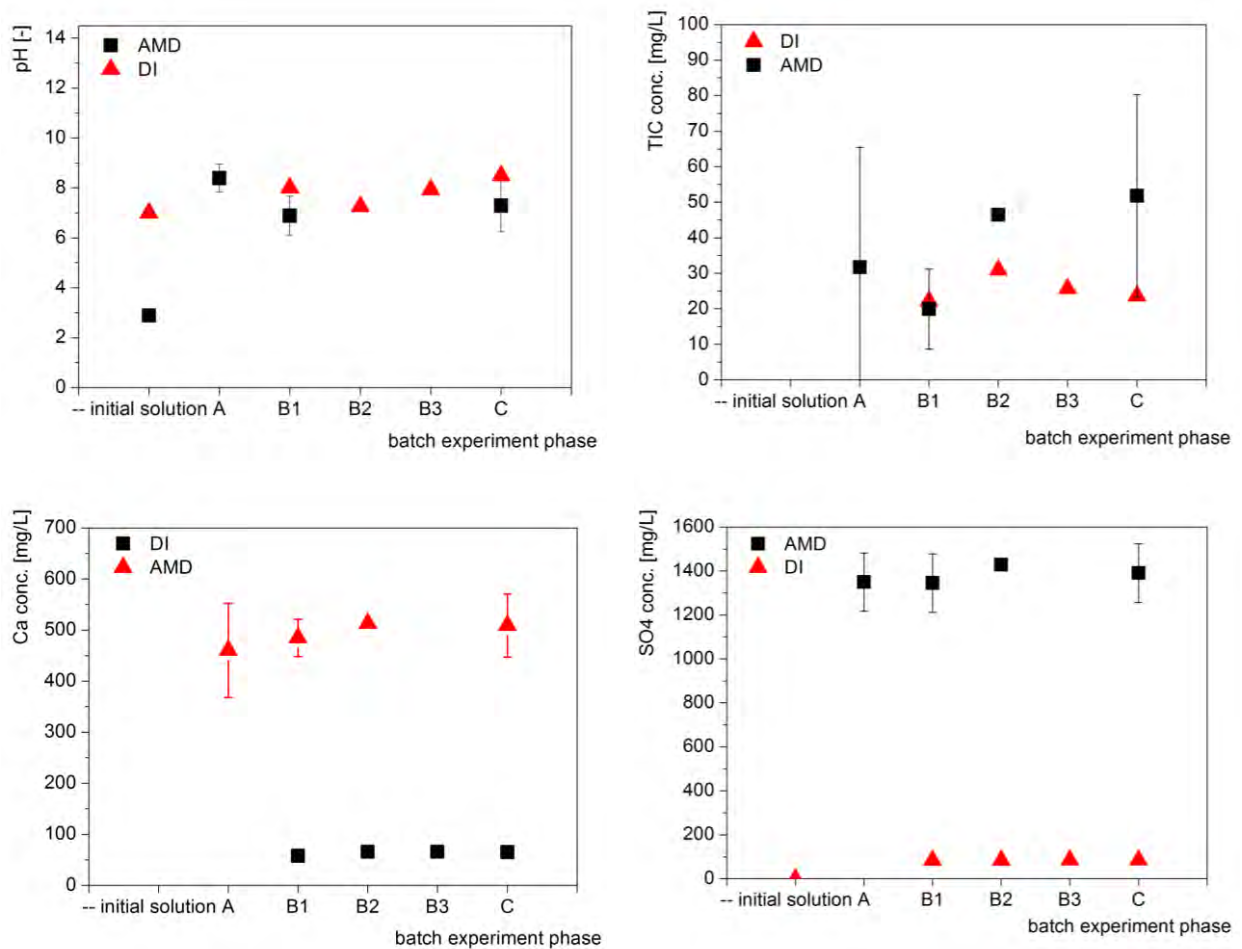 pH [-]
14
12
10
8
6
4
2
0
AMD
DI
-- initial solution A B1 B2 B3 C
batch experiment phase
TIC conc. [mg/L]
100
90
80
70
60
50
40
30
20
10
0
DI
AMD
-- initial solution A B1 B2 B3 C
batch experiment phase
Ca conc. [mg/L]
700
600
500
400
300
200
100
0
DI
AMD
-- initial solution A B1 B2 B3 C
batch experiment phase
SO4 conc. [mg/L]
1600
1400
1200
1000
800
600
400
200
0
AMD
DI
-- initial solution A B1 B2 B3 C
batch experiment phase